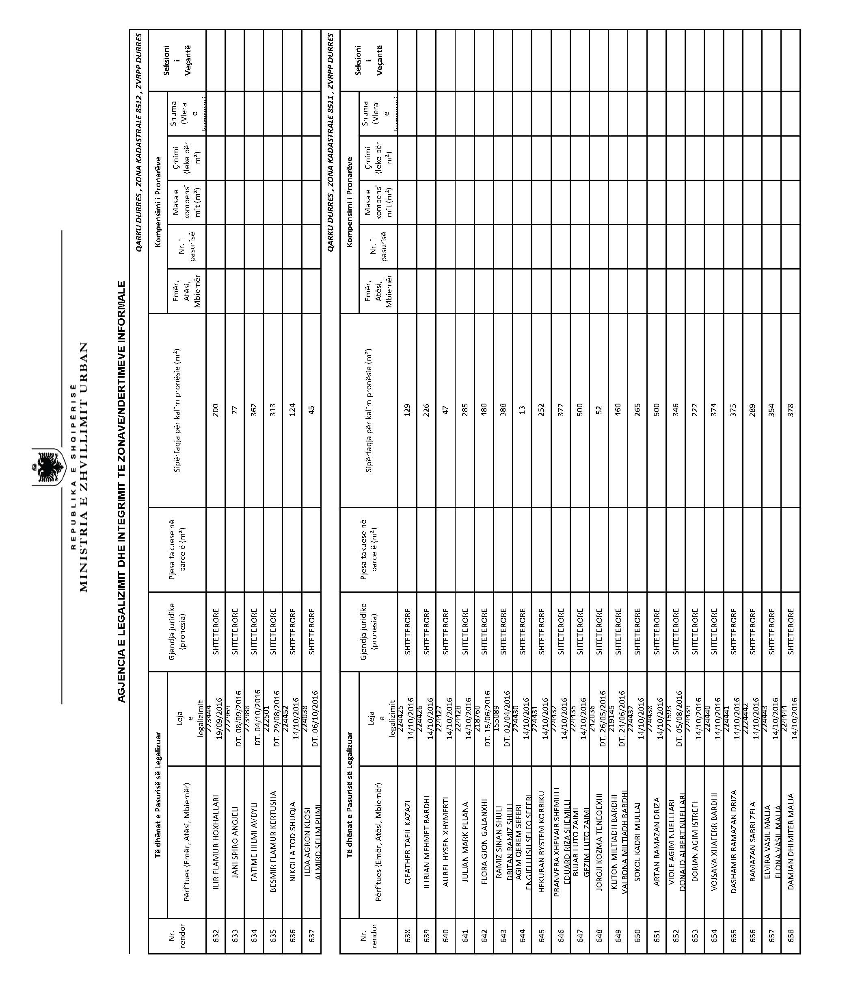 REPUBLIKA E SHQIPËRISË
MINISTRIA E ZHVILLIMIT URBAN
AGJENCIA E LEGALIZIMIT DHE INTEGRIMIT TE ZONAVE/NDERTIMEVE INFORMALE
QARKU DURRES , ZONA KADASTRALE 8512 , ZVRPP DURRES
Nr. rendor
Të dhënat e Pasurisë së Legalizuar
Përfitues (Emër, Atësi, Mbiemër)
Leja e legalizimit
Gjendja juridike (pronesia)
Pjesa takuese në parcelë (m²)
Sipërfaqja për kalim pronësie (m²)
Kompensimi i Pronarëve
Emër, Atësi, Mbiemër
Nr. i pasurisë
Masa e kompensi mit (m²)
Çmimi (leke për m²)
Shuma (Vlera e kompensi
Seksioni i Veçantë
632 ILIR FLAMUR HOXHALLARI 223444 19/09/2016 SHTETERORE 200
633 JANI SPIRO ANGJELI 222969 DT. 08/09/2016 SHTETERORE 77
634 FATIME HILMI AVDYLI 223988 DT. 04/10/2016 SHTETERORE 362
635 BESMIR FLAMUR KERTUSHA 222501 DT. 29/08/2016 SHTETERORE 313
636 NIKOLLA TOD SHUQJA 224452 14/10/2016 SHTETERORE 124
637 ILDA AGRON KLOSI ALMIRD SELIM PUMI 224038 DT. 06/10/2016 SHTETERORE 45
QARKU DURRES , ZONA KADASTRALE 8511 , ZVRPP DURRES
Nr. rendor
Të dhënat e Pasurisë së Legalizuar
Përfitues (Emër, Atësi, Mbiemër)
Leja e legalizimit
Gjendja juridike (pronesia)
Pjesa takuese në parcelë (m²)
Sipërfaqja për kalim pronësie (m²)
Kompensimi i Pronarëve
Emër, Atësi, Mbiemër
Nr. i pasurisë
Masa e kompensi mit (m²)
Çmimi (leke për m²)
Shuma (Vlera e kompensi
Seksioni i Veçantë
638 QEATHER TAFIL KAZAZI 224425 14/10/2016 SHTETERORE 129
639 ILIRJAN MEHMET BARDHI 224426 14/10/2016 SHTETERORE 226
640 AUREL HYSEN XHYMERTI 224427 14/10/2016 SHTETERORE 47
641 JULJAN MARK PLLANA 224428 14/10/2016 SHTETERORE 285
642 FLORA GJON GALANXHI 218760 DT. 15/06/2016 SHTETERORE 480
643 RAMIZ SINAN SHULI DRITAN RAMIZ SHULI 155089 DT. 02/04/2016 SHTETERORE 388
644 AGIM QEREM SEFERI ENGJELLUSH SELFO SEFERI 224430 14/10/2016 SHTETERORE 13
645 HEKURAN RYSTEM KORRIKU 224431 14/10/2016 SHTETERORE 252
646 PRANVERA XHEVAIR SHEMILLI EDUARD RIZA SHEMILLI 224432 14/10/2016 SHTETERORE 377
647 BUJAR LUTO ZAIMI GEZIM LUTO ZAIMI 224435 14/10/2016 SHTETERORE 500
648 JORGJI KOZMA TENEQEXHI 242036 DT. 26/05/2016 SHTETERORE 52
649 KLITON MILTIADH BARDHI VALBONA MILTIADH BARDHI 219145 DT. 24/06/2016 SHTETERORE 460
650 SOKOL KADRI MULLAJ 224437 14/10/2016 SHTETERORE 265
651 ARTAN RAMAZAN DRIZA 224438 14/10/2016 SHTETERORE 500
652 VIOLE AGIM NUELLLARI DONALD ALBERT NUELLARI 221593 DT. 05/08/2016 SHTETERORE 346
653 DORIAN AGIM ISTREFI 224439 14/10/2016 SHTETERORE 227
654 VOJSAVA XHAFERR BARDHI 224440 14/10/2016 SHTETERORE 374
655 DASHAMIR RAMAZAN DRIZA 224441 14/10/2016 SHTETERORE 375
656 RAMAZAN SABRI ZELA 2224442 14/10/2016 SHTETERORE 289
657 ELVIRA VASIL MALJA ELONA VASIL MALJA 224443 14/10/2016 SHTETERORE 354
658 DAMJAN DHIMITER MALJA 224444 14/10/2016 SHTETERORE 378